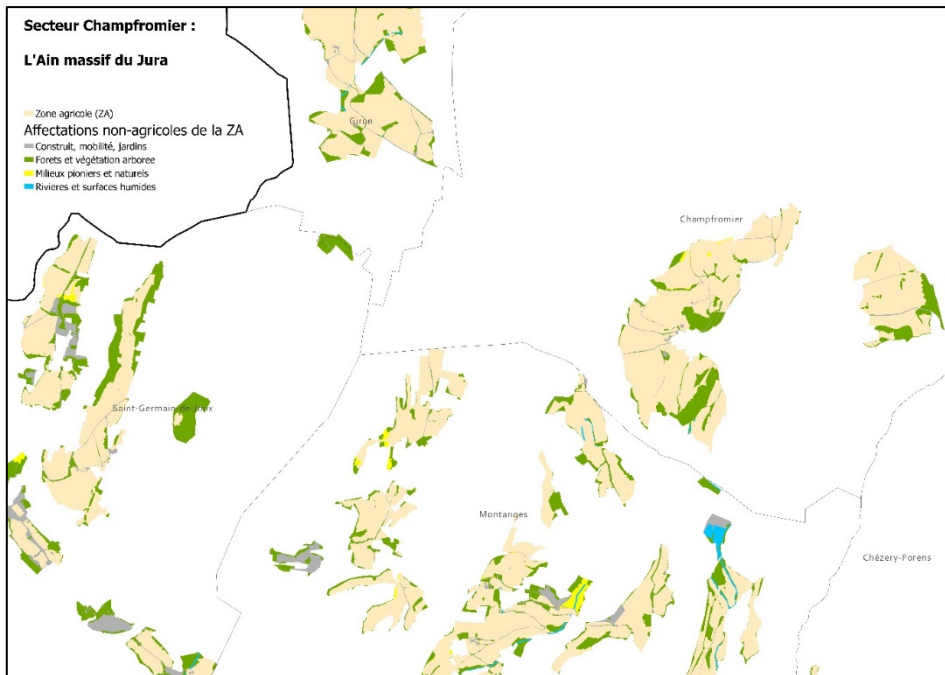 Secteur Champfromier :
L'Ain massif du Jura
Zone agricole (ZA)
Affectations non-agricoles de la ZA
Construit, mobilité, jardins
Forets et végétation arboree
Milieux pioniers et naturels
Rivieres et surfaces humides
Giron
Champfromier
Saint-Germain-de-Joux
Montanges
Chézery-Forens